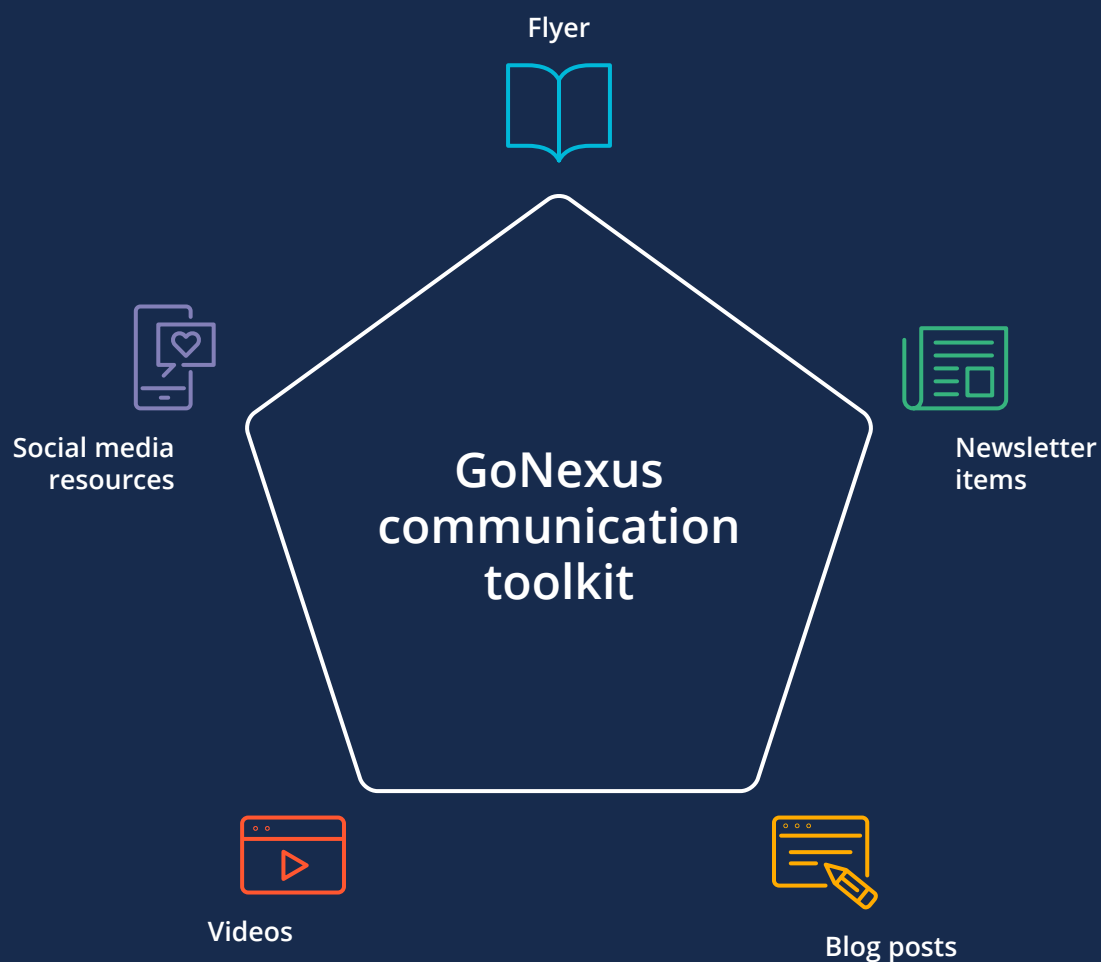 Flyer
Social media
resources
Newsletter
items
GoNexus
communication
toolkit
Videos
Blog posts